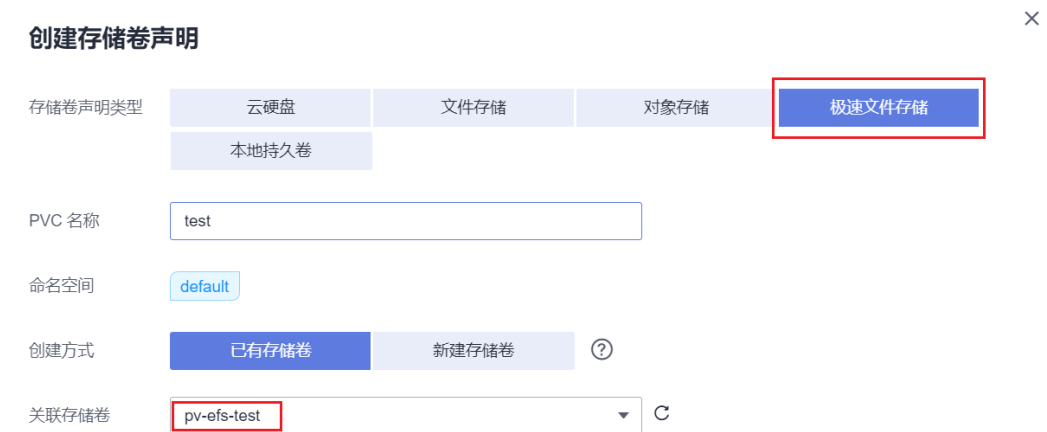 创建存储卷声明
存储卷声明类型 云硬盘 文件存储 对象存储 极速文件存储
本地持久卷
PVC 名称 test
命名空间 default
创建方式 已有存储卷 新建存储卷
关联存储卷 pv-efs-test